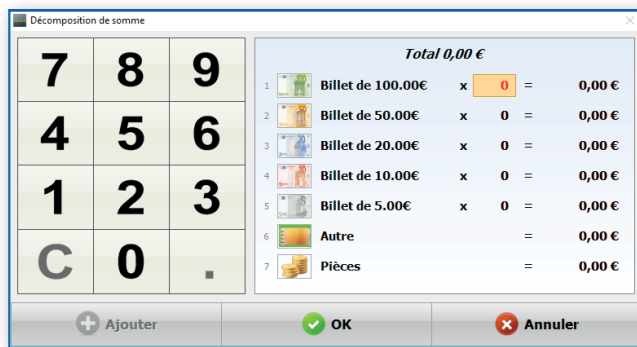 Décomposition de somme
7 8 9
4 5 6
1 2 3
C 0 .
Total 0,00 €
1 Billet de 100.00€ x 0 = 0,00 €
2 Billet de 50.00€ x 0 = 0,00 €
3 Billet de 20.00€ x 0 = 0,00 €
4 Billet de 10.00€ x 0 = 0,00 €
5 Billet de 5.00€ x 0 = 0,00 €
6 Autre = 0,00 €
7 Pièces = 0,00 €
Ajouter OK Annuler